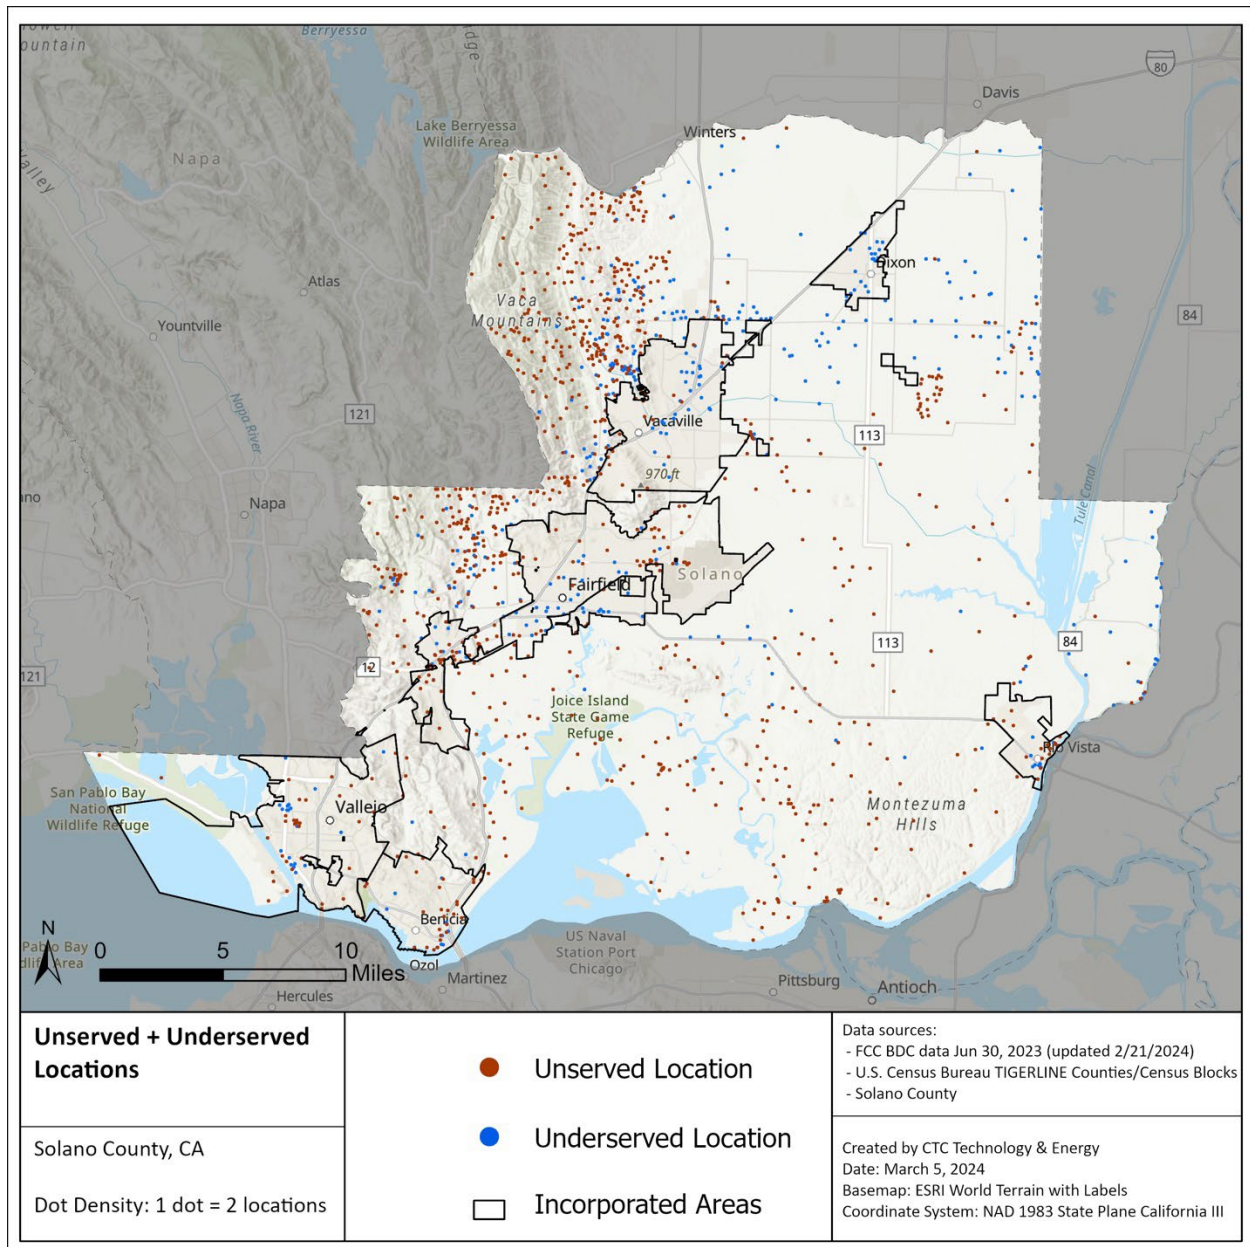 ountain
Berryessa
80
Davis
Lake Berryessa
Wildlife Area
Winters
Napa
Valley
Dixon
Atlas
Vaca
Mountains
Yountville
84
121
Napa River
Vacaville
113
970 ft
Napa
Tule Canal
Solano
Fairfield
113
84
12
121
Joice Island
State Game
Refuge
Rio Vista
San Pablo Bay
National
Wildlife Refuge
Vallejo
Montezuma
Hills
Benicia
N
Pablo Bay
Area
0 5 10
Miles
Ozol
Martinez
Hercules
US Naval
Station Port
Chicago
Pittsburg
Antioch
Unserved + Underserved
Locations
Solano County, CA
Dot Density: 1 dot = 2 locations
Unserved Location
Underserved Location
Incorporated Areas
Data sources:
- FCC BDC data Jun 30, 2023 (updated 2/21/2024)
- U.S. Census Bureau TIGERLINE Counties/Census Blocks
- Solano County
Created by CTC Technology & Energy
Date: March 5, 2024
Basemap: ESRI World Terrain with Labels
Coordinate System: NAD 1983 State Plane California III